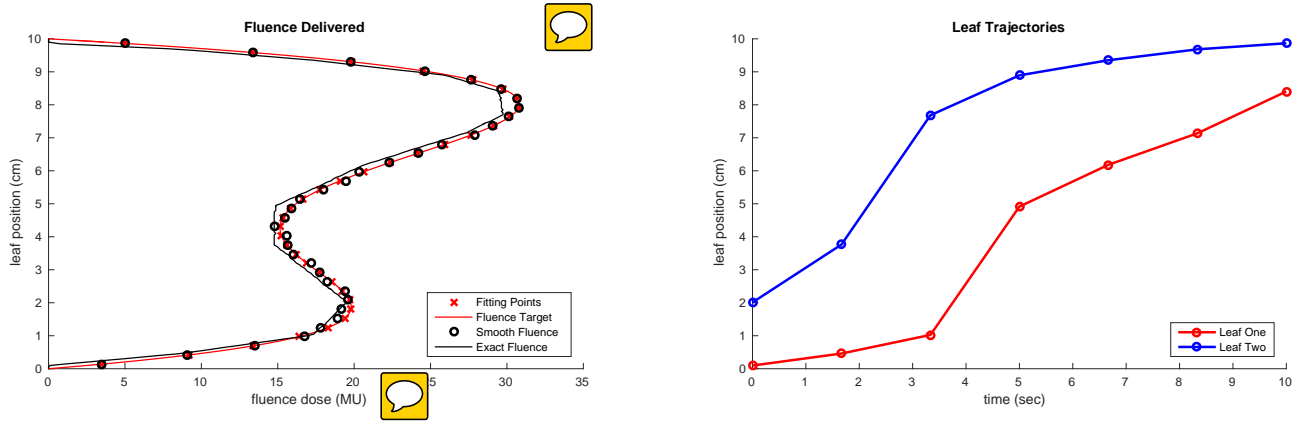 Fluence Delivered
10
9
8
7
6
5
4
3
2
1
0
leaf position (cm)
0 5 10 15 20 25 30 35
fluence dose (MU)
Fitting Points
Fluence Target
Smooth Fluence
Exact Fluence
Leaf Trajectories
10
9
8
7
6
5
4
3
2
1
0
leaf position (cm)
0 1 2 3 4 5 6 7 8 9 10
time (sec)
Leaf One
Leaf Two